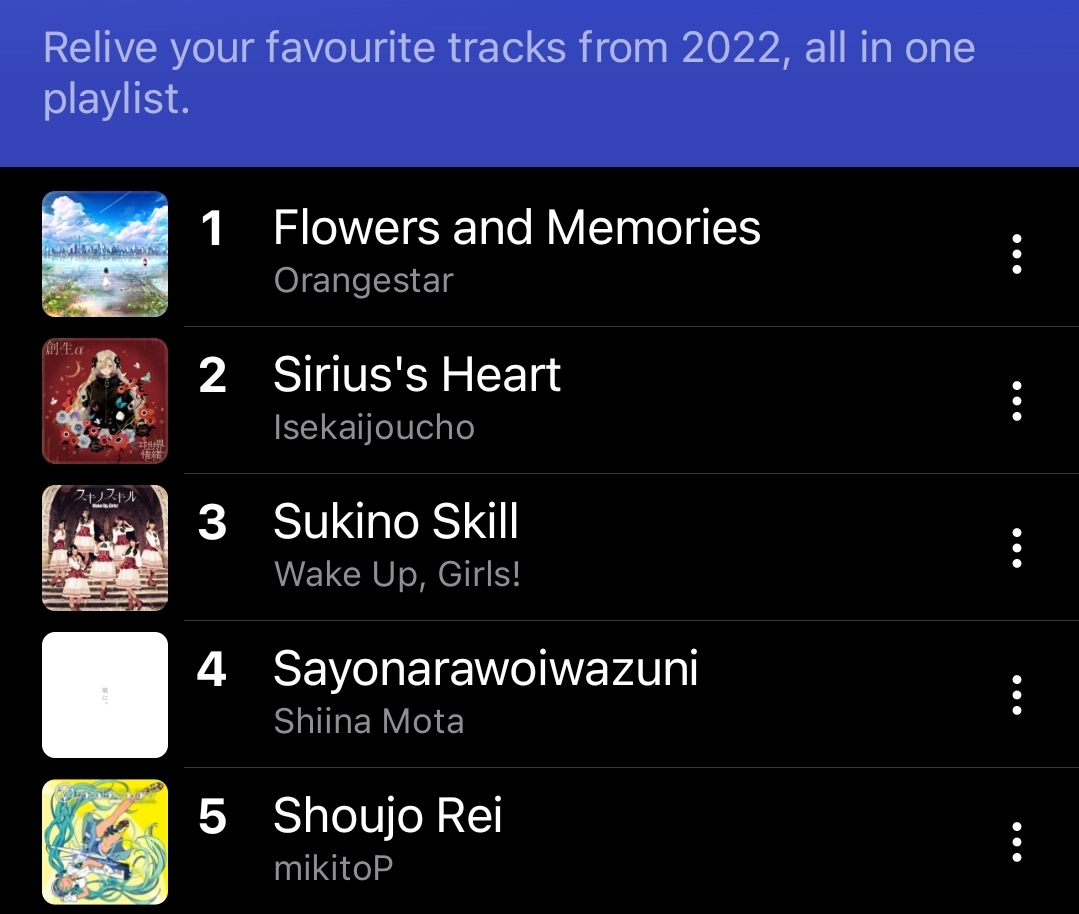 Relive your favourite tracks from 2022, all in one
playlist.
1
Flowers and Memories
Orangestar
創生α
ヰ世界
情緒
2
Sirius's Heart
Isekaijoucho
スキノスキル
Wake Up, Girls!
3
Sukino Skill
Wake Up, Girls!
4
Sayonarawoiwazuni
Shiina Mota
5
Shoujo Rei
mikitoP